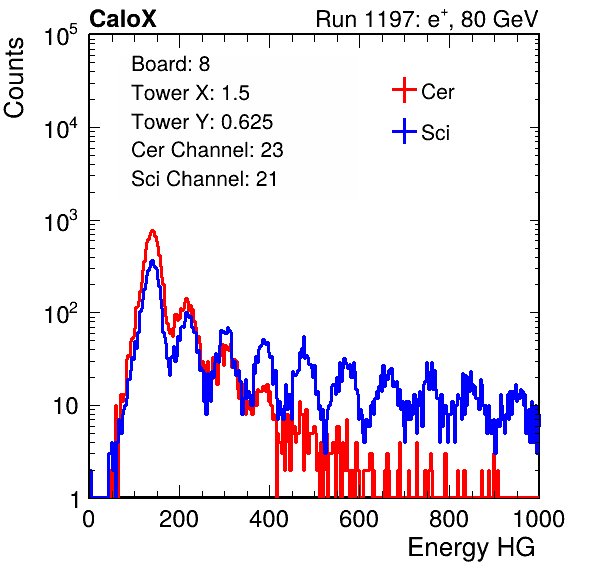 CaloX Run 1197: e⁺, 80 GeV
Counts
10⁵
10⁴
10³
10²
10
1
Board: 8
Tower X: 1.5
Tower Y: 0.625
Cer Channel: 23
Sci Channel: 21
Cer
Sci
0 200 400 600 800 1000
Energy HG